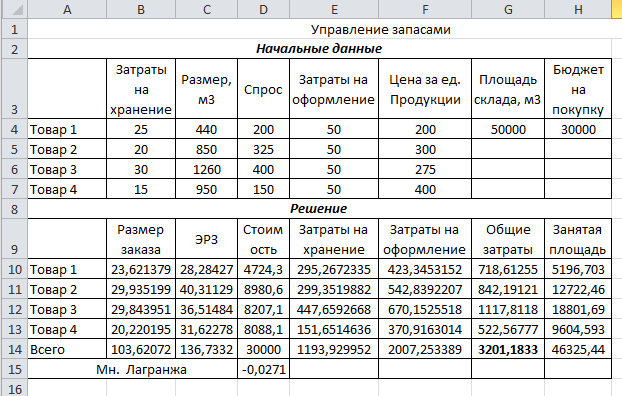 A B C D E F G H
1 Управление запасами
2 Начальные данные
3 Затраты на хранение Размер, м3 Спрос Затраты на оформление Цена за ед. Продукции Площадь склада, м3 Бюджет на покупку
4 Товар 1 25 440 200 50 200 50000 30000
5 Товар 2 20 850 325 50 300
6 Товар 3 30 1260 400 50 275
7 Товар 4 15 950 150 50 400
8 Решение
9 Размер заказа ЭРЗ Стоим ость Затраты на хранение Затраты на оформление Общие затраты Занятая площадь
10 Товар 1 23,621379 28,28427 4724,3 295,2672335 423,3453152 718,61255 5196,703
11 Товар 2 29,935199 40,31129 8980,6 299,3519882 542,8392207 842,19121 12722,46
12 Товар 3 29,843951 36,51484 8207,1 447,6592668 670,1525518 1117,8118 18801,69
13 Товар 4 20,220195 31,62278 8088,1 151,6514636 370,9163014 522,56777 9604,593
14 Всего 103,62072 136,7332 30000 1193,929952 2007,253389 3201,1833 46325,44
15 Мн. Лагранжа -0,0271
16